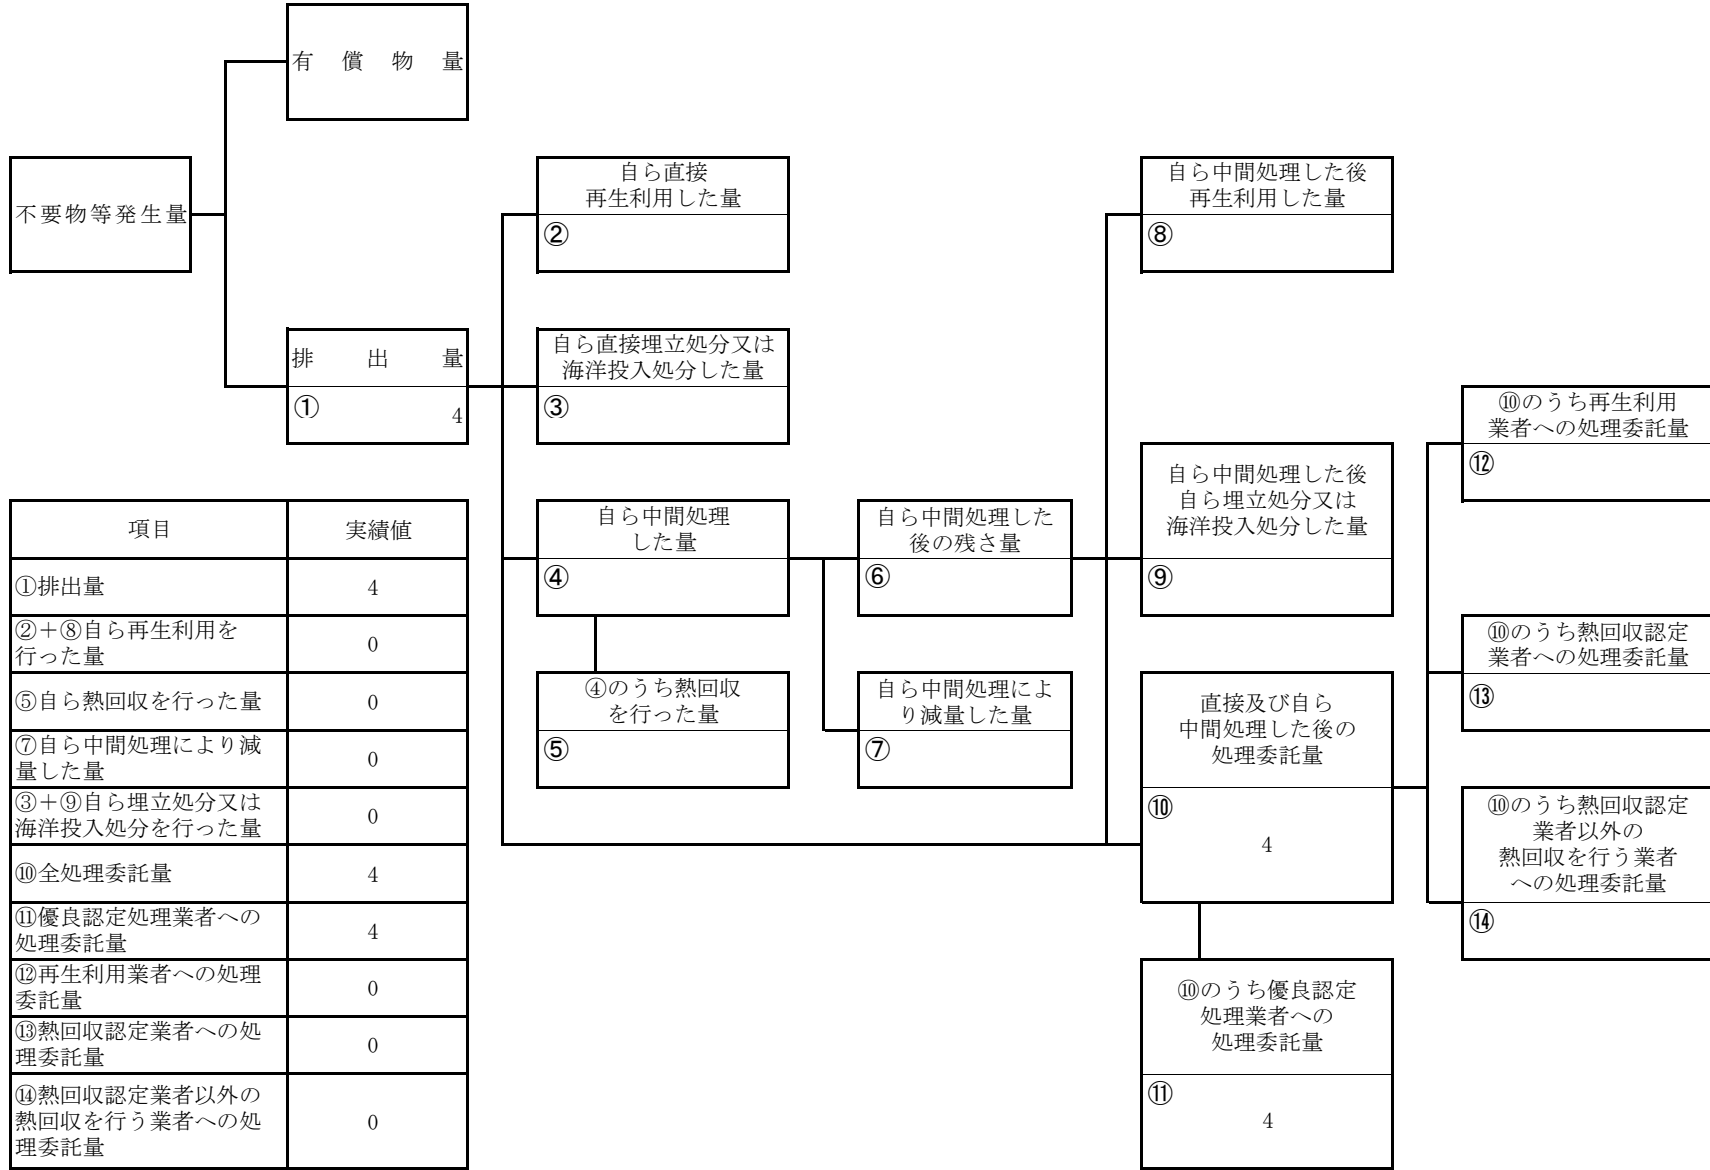 有償物量
不要物等発生量
自ら直接
再生利用した量
②
自ら中間処理した後
再生利用した量
⑧
排出量
① 4
自ら直接埋立処分又は
海洋投入処分した量
③
⑩のうち再生利用
業者への処理委託量
⑫
自ら中間処理
した量
④
自ら中間処理した
後の残さ量
⑥
自ら中間処理した後
自ら埋立処分又は
海洋投入処分した量
⑨
⑩のうち熱回収認定
業者への処理委託量
⑬
④のうち熱回収
を行った量
⑤
自ら中間処理によ
り減量した量
⑦
直接及び自ら
中間処理した後の
処理委託量
⑩
4
⑩のうち熱回収認定
業者以外の
熱回収を行う業者
への処理委託量
⑭
⑩のうち優良認定
処理業者への
処理委託量
⑪
4
項目 実績値
①排出量 4
②＋⑧自ら再生利用を
行った量 0
⑤自ら熱回収を行った量 0
⑦自ら中間処理により減
量した量 0
③＋⑨自ら埋立処分又は
海洋投入処分を行った量 0
⑩全処理委託量 4
⑪優良認定処理業者への
処理委託量 4
⑫再生利用業者への処理
委託量 0
⑬熱回収認定業者への処
理委託量 0
⑭熱回収認定業者以外の
熱回収を行う業者への処 0
理委託量